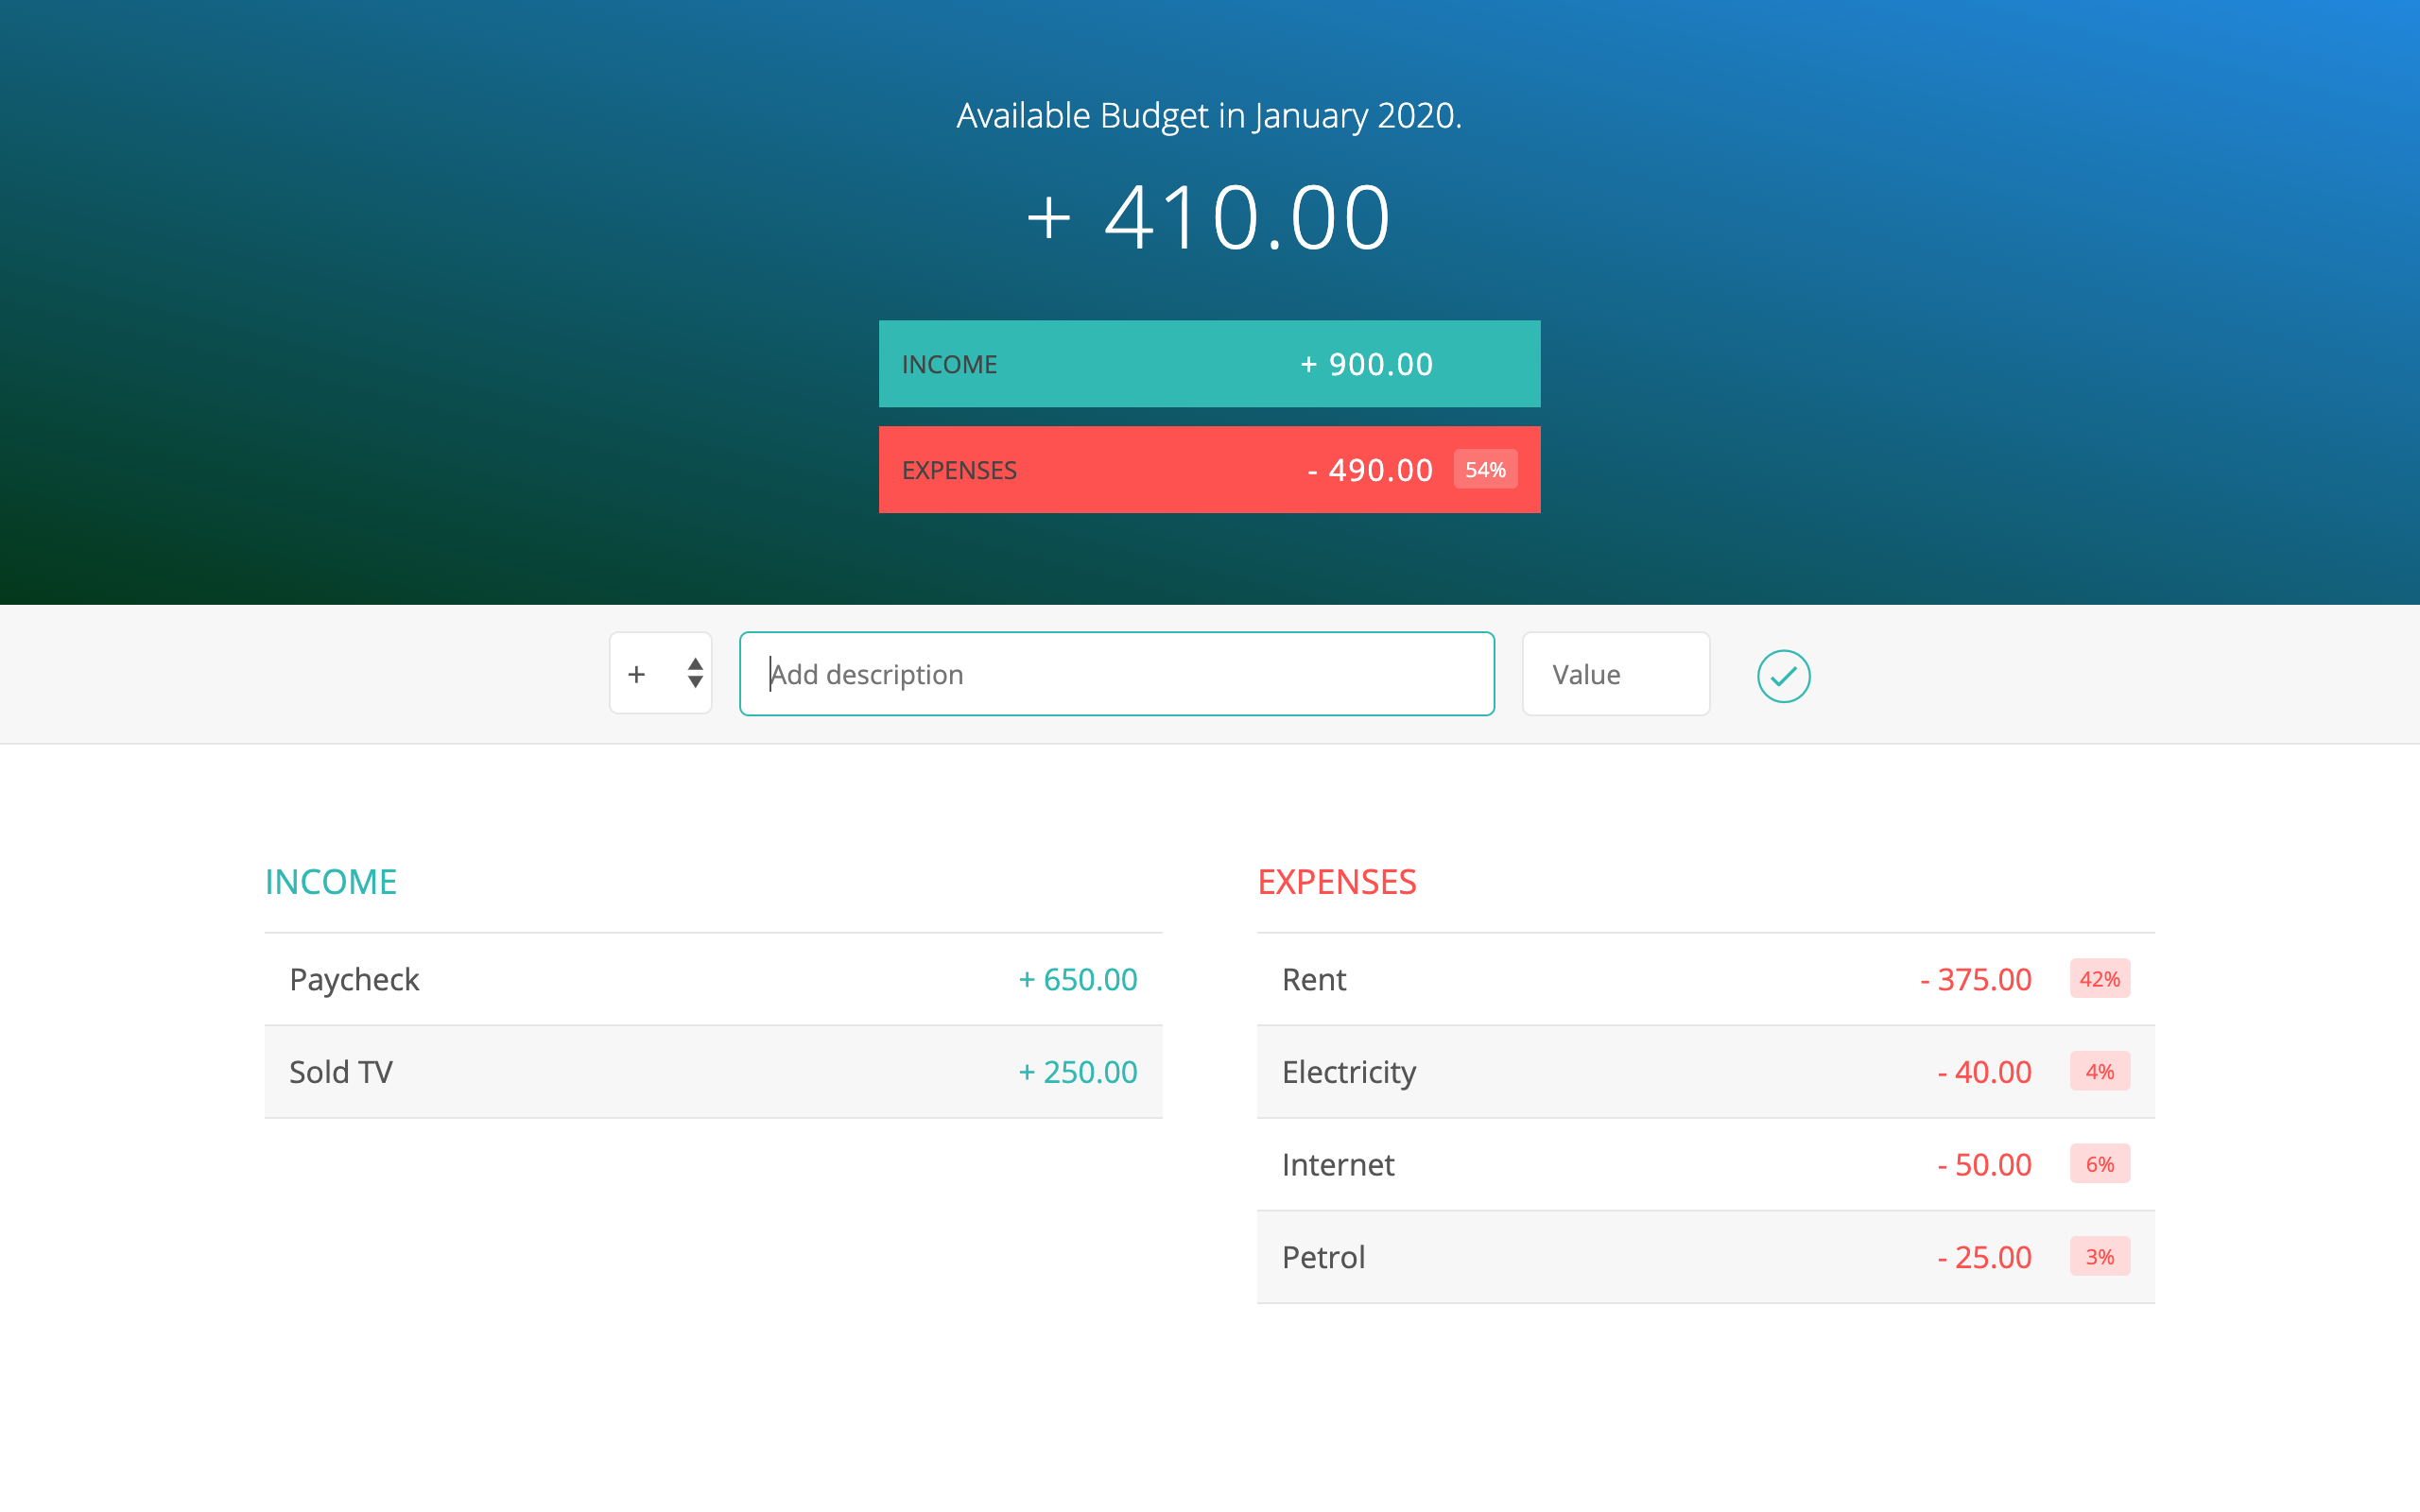 Available Budget in January 2020.
+ 410.00
INCOME + 900.00
EXPENSES - 490.00 54%
+ Add description Value
INCOME
Paycheck + 650.00
Sold TV + 250.00
EXPENSES
Rent - 375.00 42%
Electricity - 40.00 4%
Internet - 50.00 6%
Petrol - 25.00 3%